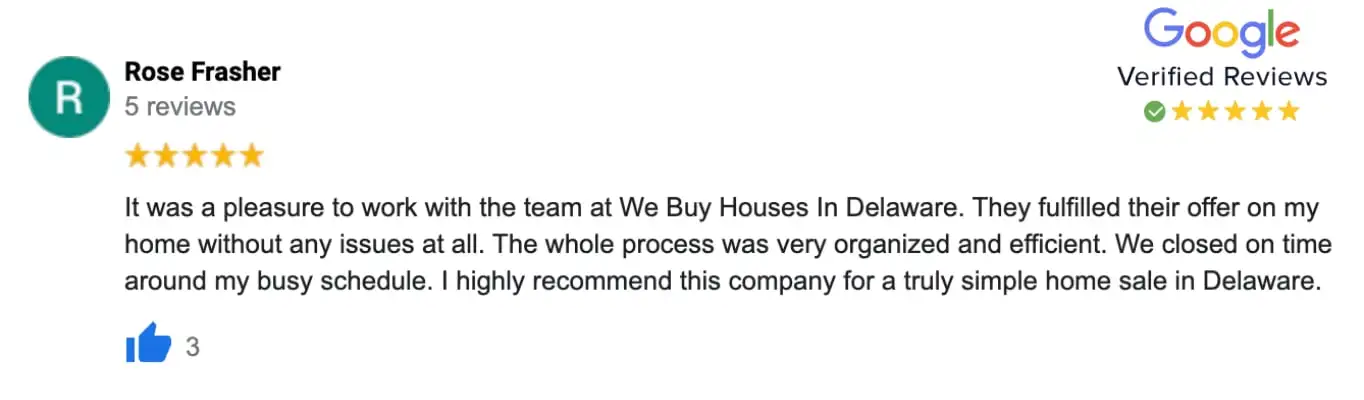 Google
Verified Reviews
R
Rose Frasher
5 reviews
It was a pleasure to work with the team at We Buy Houses In Delaware. They fulfilled their offer on my
home without any issues at all. The whole process was very organized and efficient. We closed on time
around my busy schedule. I highly recommend this company for a truly simple home sale in Delaware.
3